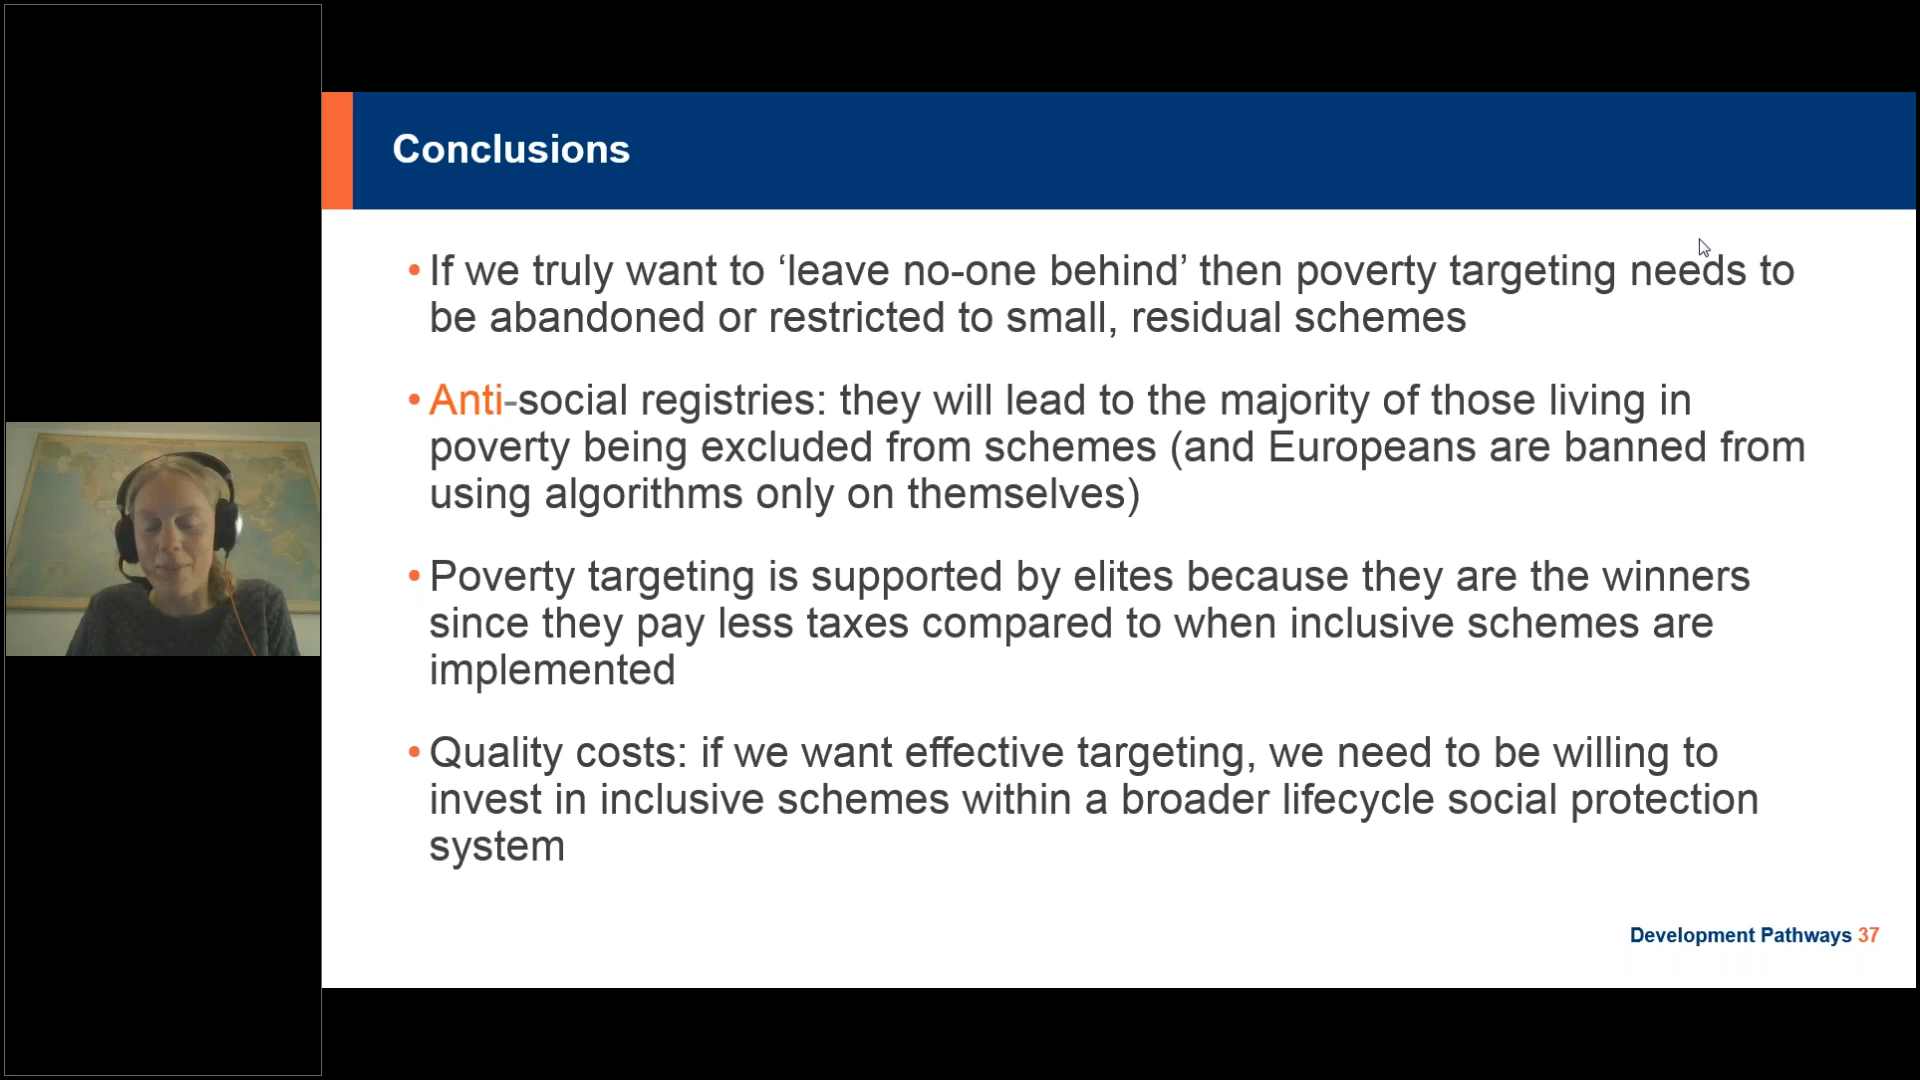 Conclusions
•If we truly want to ‘leave no-one behind’ then poverty targeting needs to
be abandoned or restricted to small, residual schemes
•Anti-social registries: they will lead to the majority of those living in
poverty being excluded from schemes (and Europeans are banned from
using algorithms only on themselves)
•Poverty targeting is supported by elites because they are the winners
since they pay less taxes compared to when inclusive schemes are
implemented
•Quality costs: if we want effective targeting, we need to be willing to
invest in inclusive schemes within a broader lifecycle social protection
system
Development Pathways 37